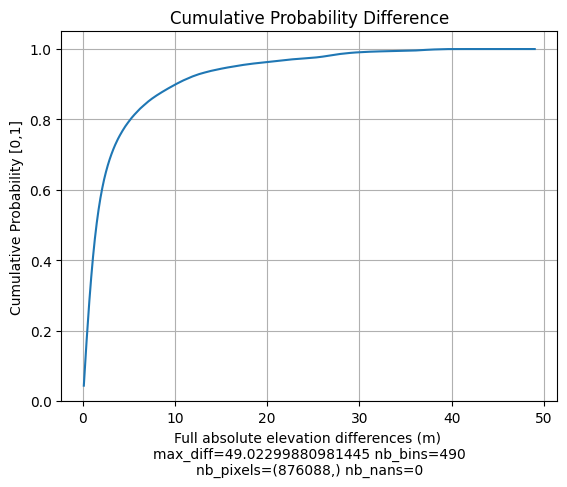 Cumulative Probability Difference
Cumulative Probability [0,1]
1.0
0.8
0.6
0.4
0.2
0.0
0 10 20 30 40 50
Full absolute elevation differences (m)
max_diff=49.02299880981445 nb_bins=490
nb_pixels=(876088,) nb_nans=0